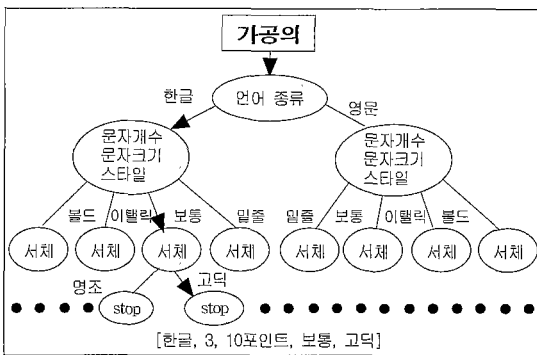 가공의
한글 언어 종류 영문
문자개수 문자개수
문자크기 문자크기
스타일 스타일
볼드 이탤릭 보통 밑줄 밑줄 보통 이탤릭 볼드
서체 서체 서체 서체 서체 서체 서체 서체
명조 고딕
stop stop
[한글, 3, 10포인트, 보통, 고딕]